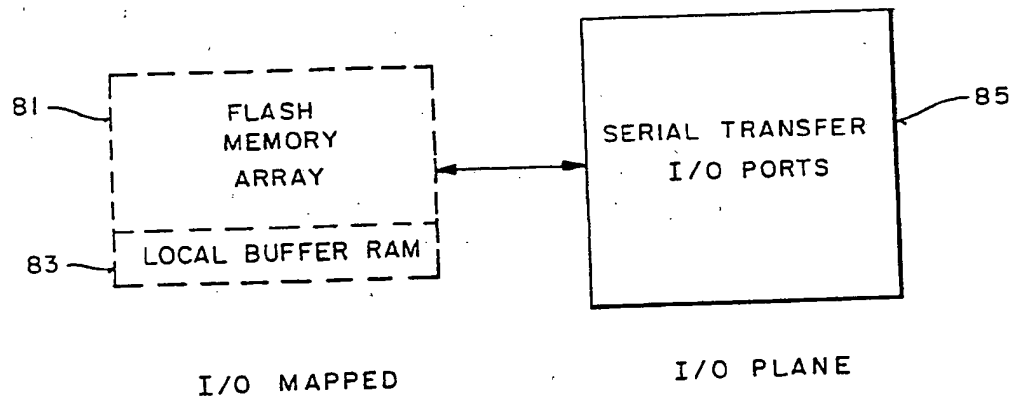 81
FLASH
MEMORY
ARRAY
83
LOCAL BUFFER RAM
SERIAL TRANSFER
I/O PORTS
85
I/O MAPPED
I/O PLANE